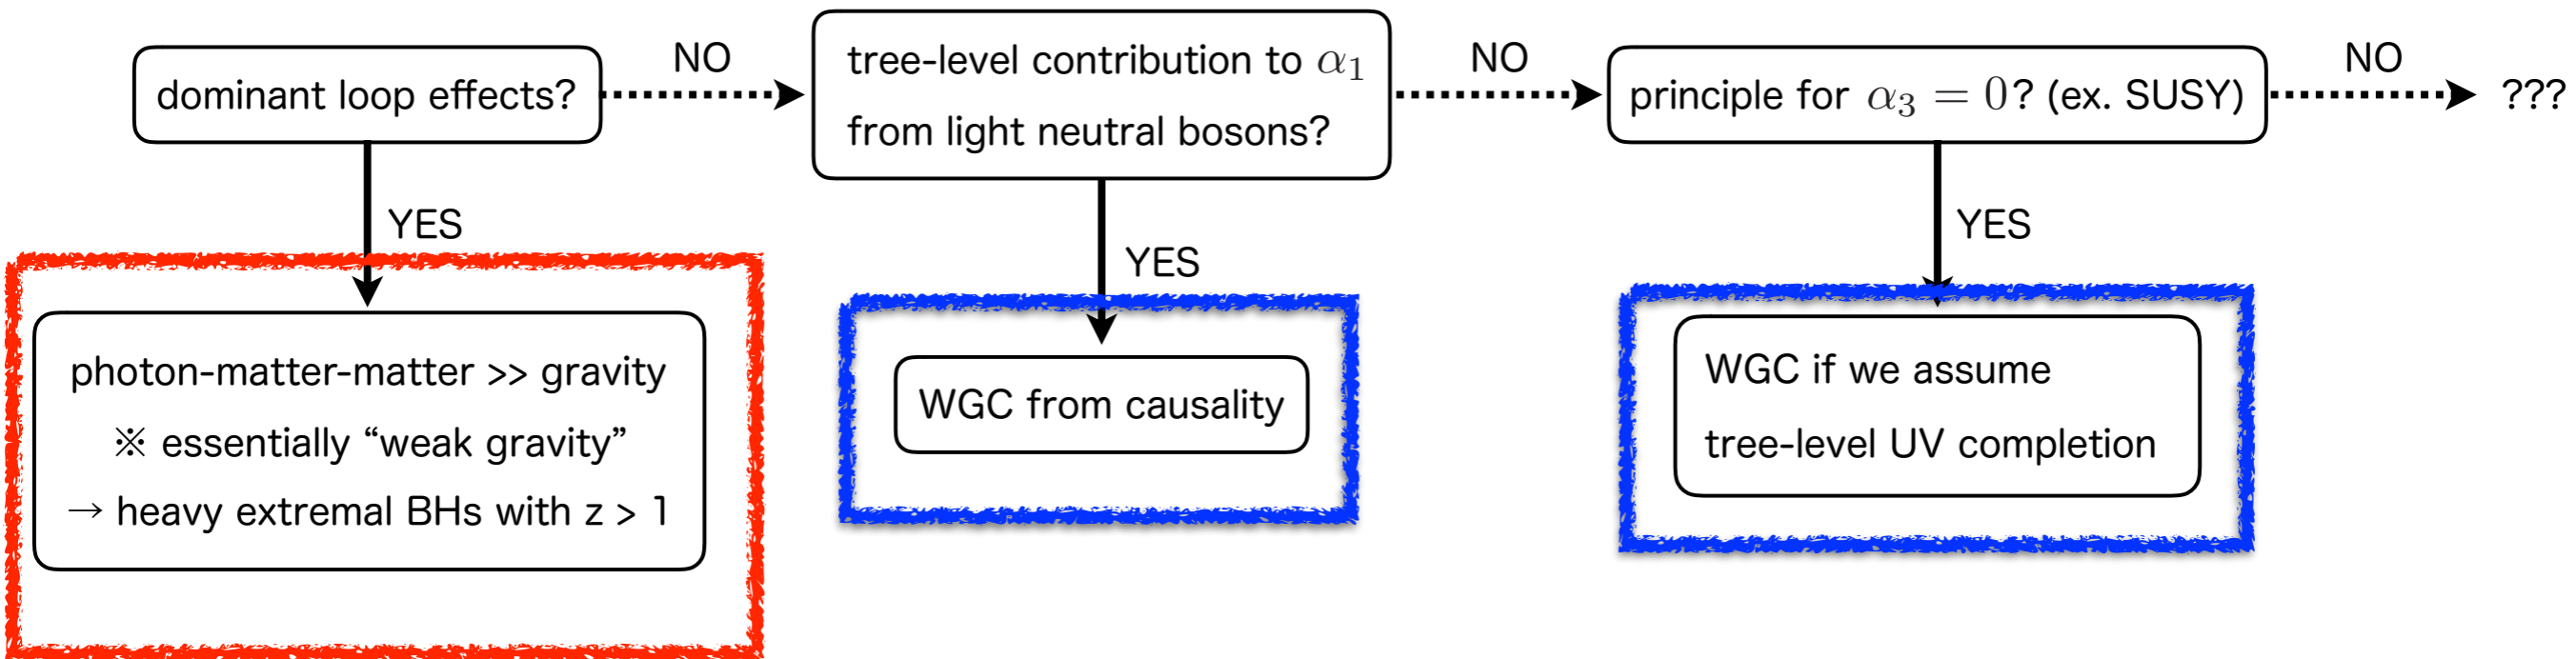 dominant loop effects?
NO
tree-level contribution to α₁
from light neutral bosons?
NO
principle for α₃ = 0? (ex. SUSY)
NO
???
YES
YES
YES
photon-matter-matter >> gravity
※ essentially “weak gravity”
→ heavy extremal BHs with z > 1
WGC from causality
WGC if we assume
tree-level UV completion